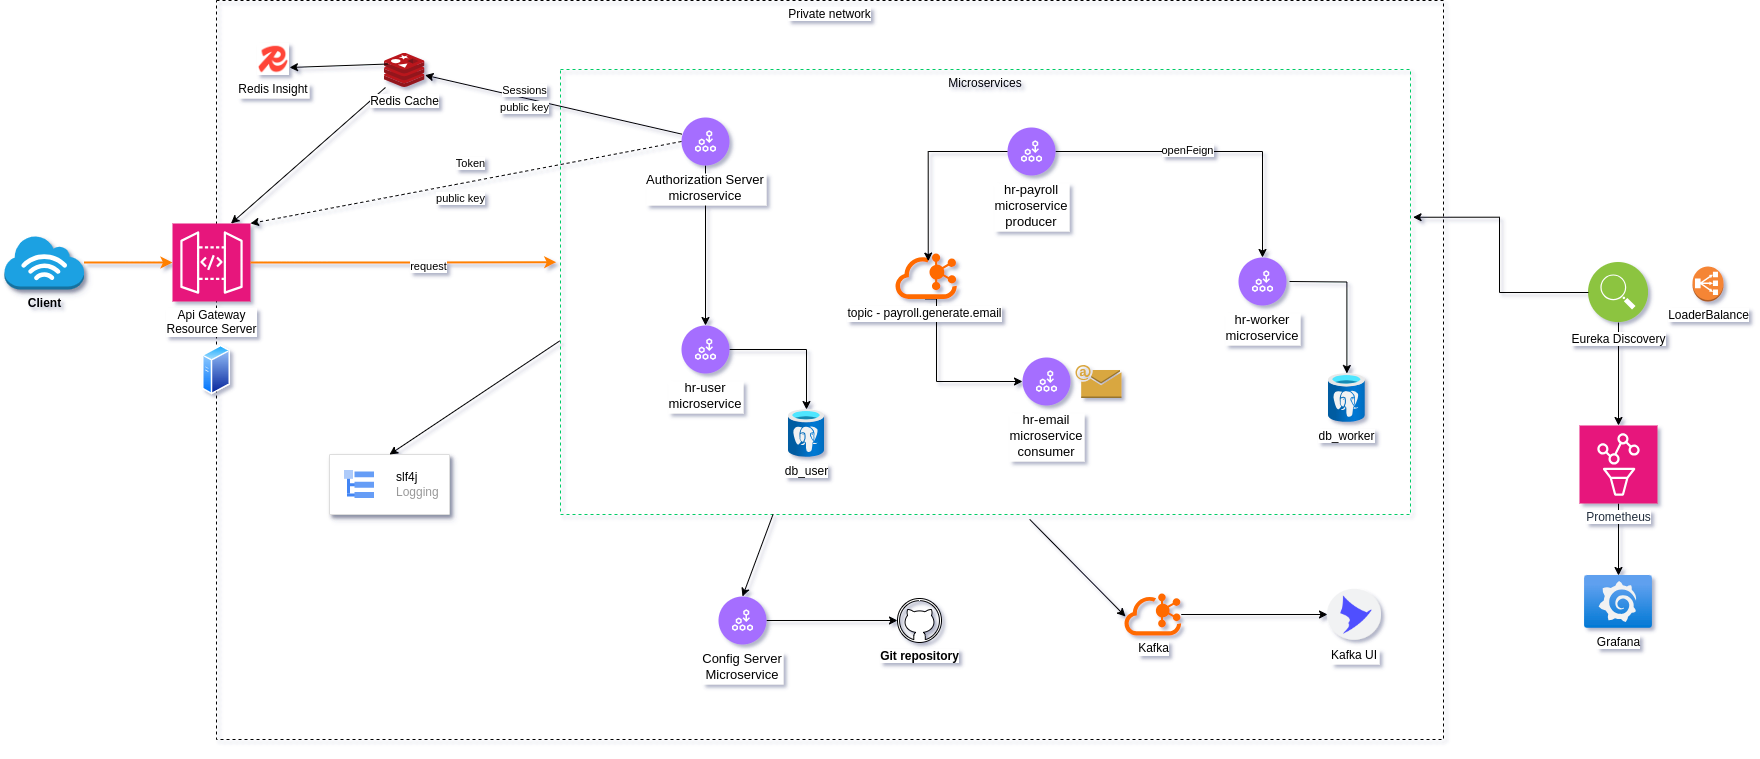 Private network
Redis Insight
Redis Cache
Sessions
public key
Microservices
Token
public key
Authorization Server
microservice
hr-payroll
microservice
producer
openFeign
Client
Api Gateway
Resource Server
request
topic - payroll.generate.email
hr-worker
microservice
Eureka Discovery
LoaderBalance
hr-user
microservice
@
hr-email
microservice
consumer
db_user
db_worker
slf4j
Logging
Prometheus
Config Server
Microservice
Git repository
Kafka
Kafka UI
Grafana